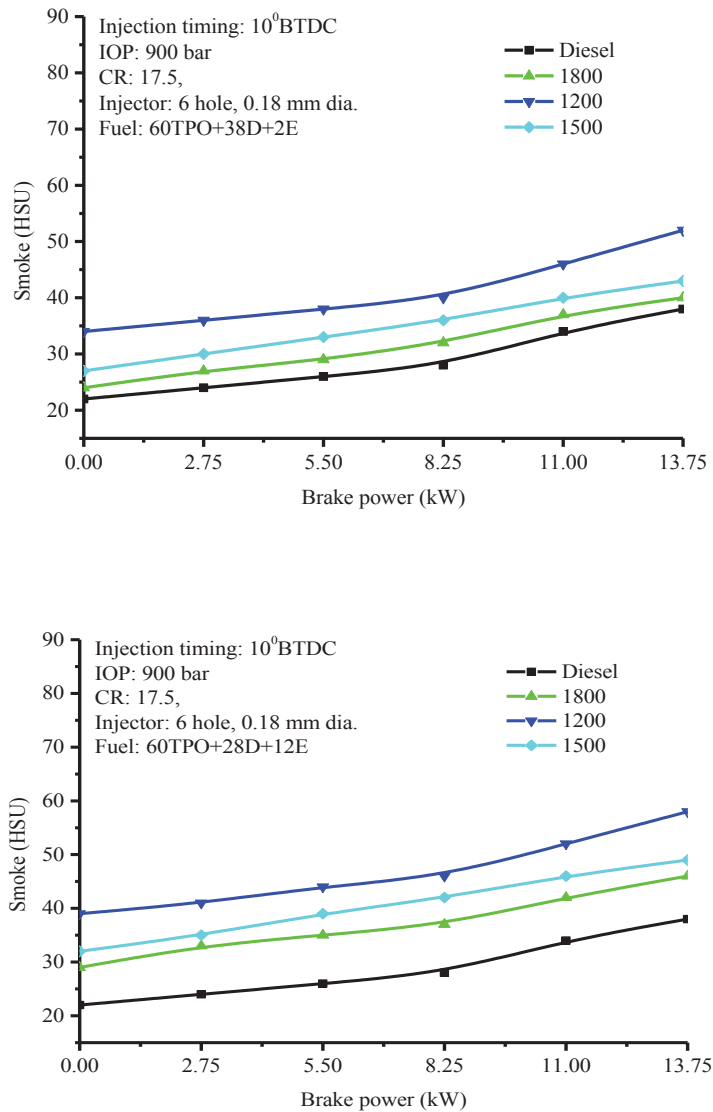 Injection timing: 10⁰BTDC
IOP: 900 bar
CR: 17.5,
Injector: 6 hole, 0.18 mm dia.
Fuel: 60TPO+38D+2E
Diesel
1800
1200
1500
90
80
70
60
50
40
30
20
Smoke (HSU)
0.00 2.75 5.50 8.25 11.00 13.75
Brake power (kW)
Injection timing: 10⁰BTDC
IOP: 900 bar
CR: 17.5,
Injector: 6 hole, 0.18 mm dia.
Fuel: 60TPO+28D+12E
Diesel
1800
1200
1500
90
80
70
60
50
40
30
20
Smoke (HSU)
0.00 2.75 5.50 8.25 11.00 13.75
Brake power (kW)